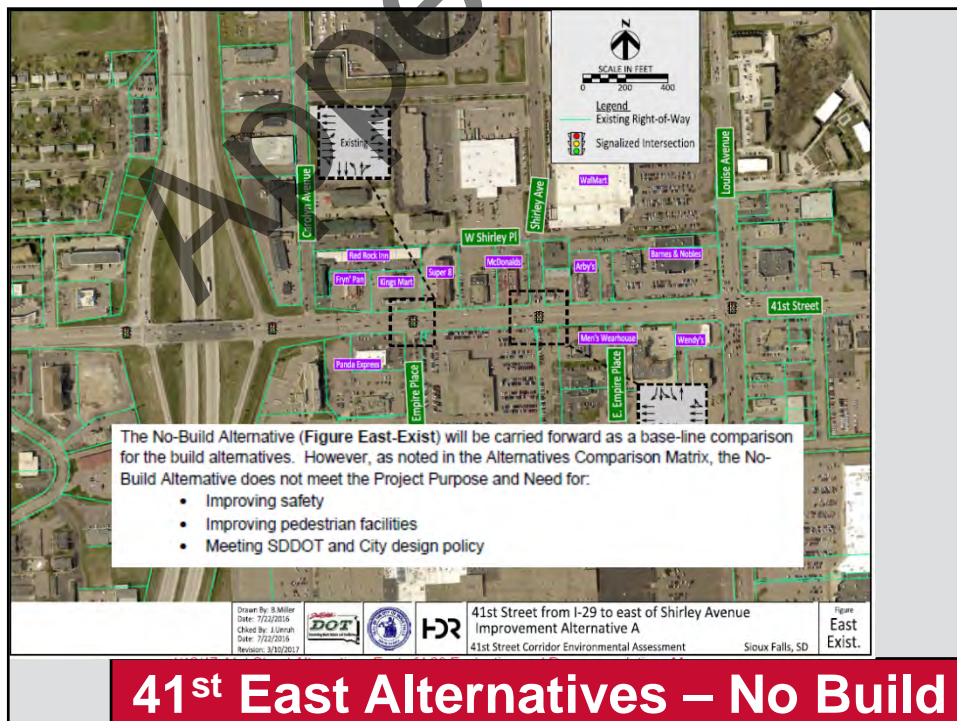 Appe
N
SCALE IN FEET
0 200 400
Legend
Existing Right-of-Way
Signalized Intersection
Existing
Carolyn Avenue
Shirley Ave
Louise Avenue
WalMart
W Shirley Pl
Red Rock Inn
Fryn' Pan
Kings Mart
Super 8
McDonalds
Arby's
Barnes & Nobles
41st Street
Panda Express
Empire Place
Men's Wearhouse
E. Empire Place
Wendy's
The No-Build Alternative (Figure East-Exist) will be carried forward as a base-line comparison
for the build alternatives. However, as noted in the Alternatives Comparison Matrix, the No-
Build Alternative does not meet the Project Purpose and Need for:
• Improving safety
• Improving pedestrian facilities
• Meeting SDDOT and City design policy
Drawn By: B.Miller
Date: 7/22/2016
Chked By: J.Unruh
Date: 7/22/2016
Revision: 3/10/2017
DOT
HDR
41st Street from I-29 to east of Shirley Avenue
Improvement Alternative A
41st Street Corridor Environmental Assessment Sioux Falls, SD
Figure
East
Exist.
41st East Alternatives – No Build